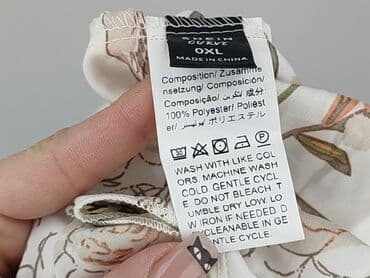 SHEIN
CURVE
0XL
MADE IN CHINA
Composition/ Zusamme
nsetzung/ Composición/
Composição/ تكوين/ 成分
100% Polyester/ Poliést
er/ بوليستر/ ポリエステル
WASH WITH LIKE COL
ORS, MACHINE WASH
COLD. GENTLE CYCL
E. DO NOT BLEACH. T
UMBLE DRY LOW. LO
W IRON IF NEEDED. D
CLEANABLE IN GE
NTLE CYCLE